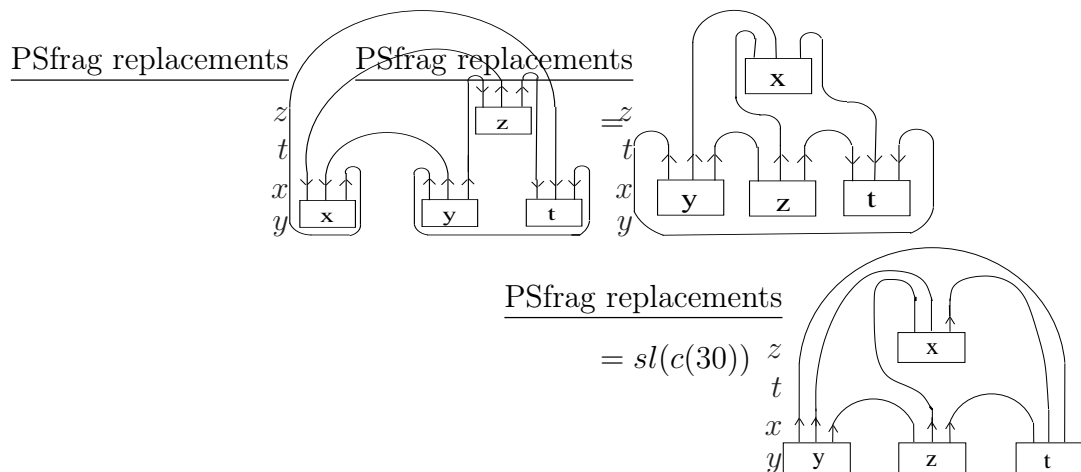 PSfrag replacements PSfrag replacements
x
z
z
t
x
y
x y t
= z
t
x
y
y z t
PSfrag replacements
x
= sl(c(30)) z
t
x
y
y z t